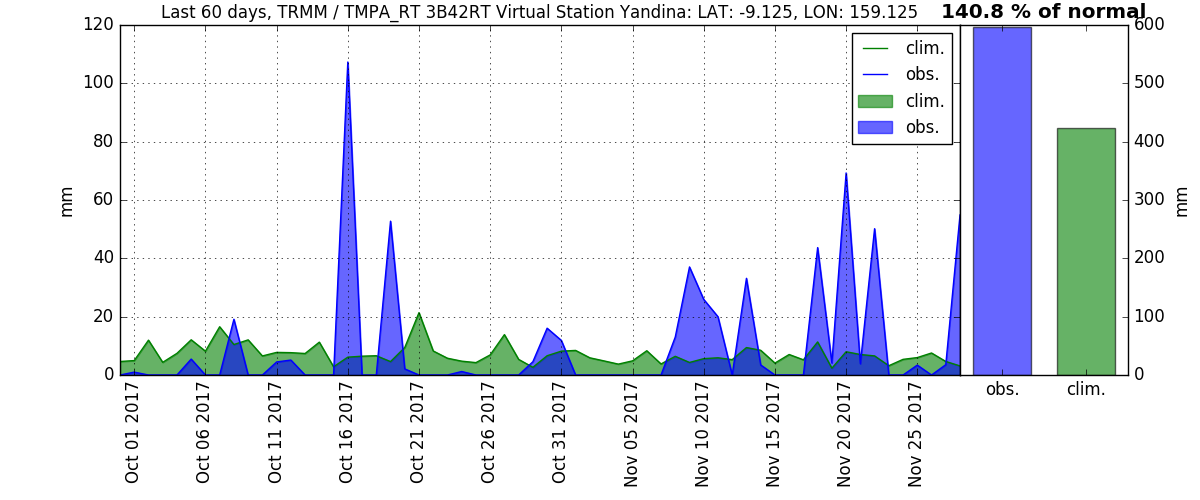 Last 60 days, TRMM / TMPA_RT 3B42RT Virtual Station Yandina: LAT: -9.125, LON: 159.125
140.8 % of normal
120
100
80
60
40
20
0
mm
clim.
obs.
clim.
obs.
600
500
400
300
200
100
0
mm
Oct 01 2017
Oct 06 2017
Oct 11 2017
Oct 16 2017
Oct 21 2017
Oct 26 2017
Oct 31 2017
Nov 05 2017
Nov 10 2017
Nov 15 2017
Nov 20 2017
Nov 25 2017
obs.
clim.